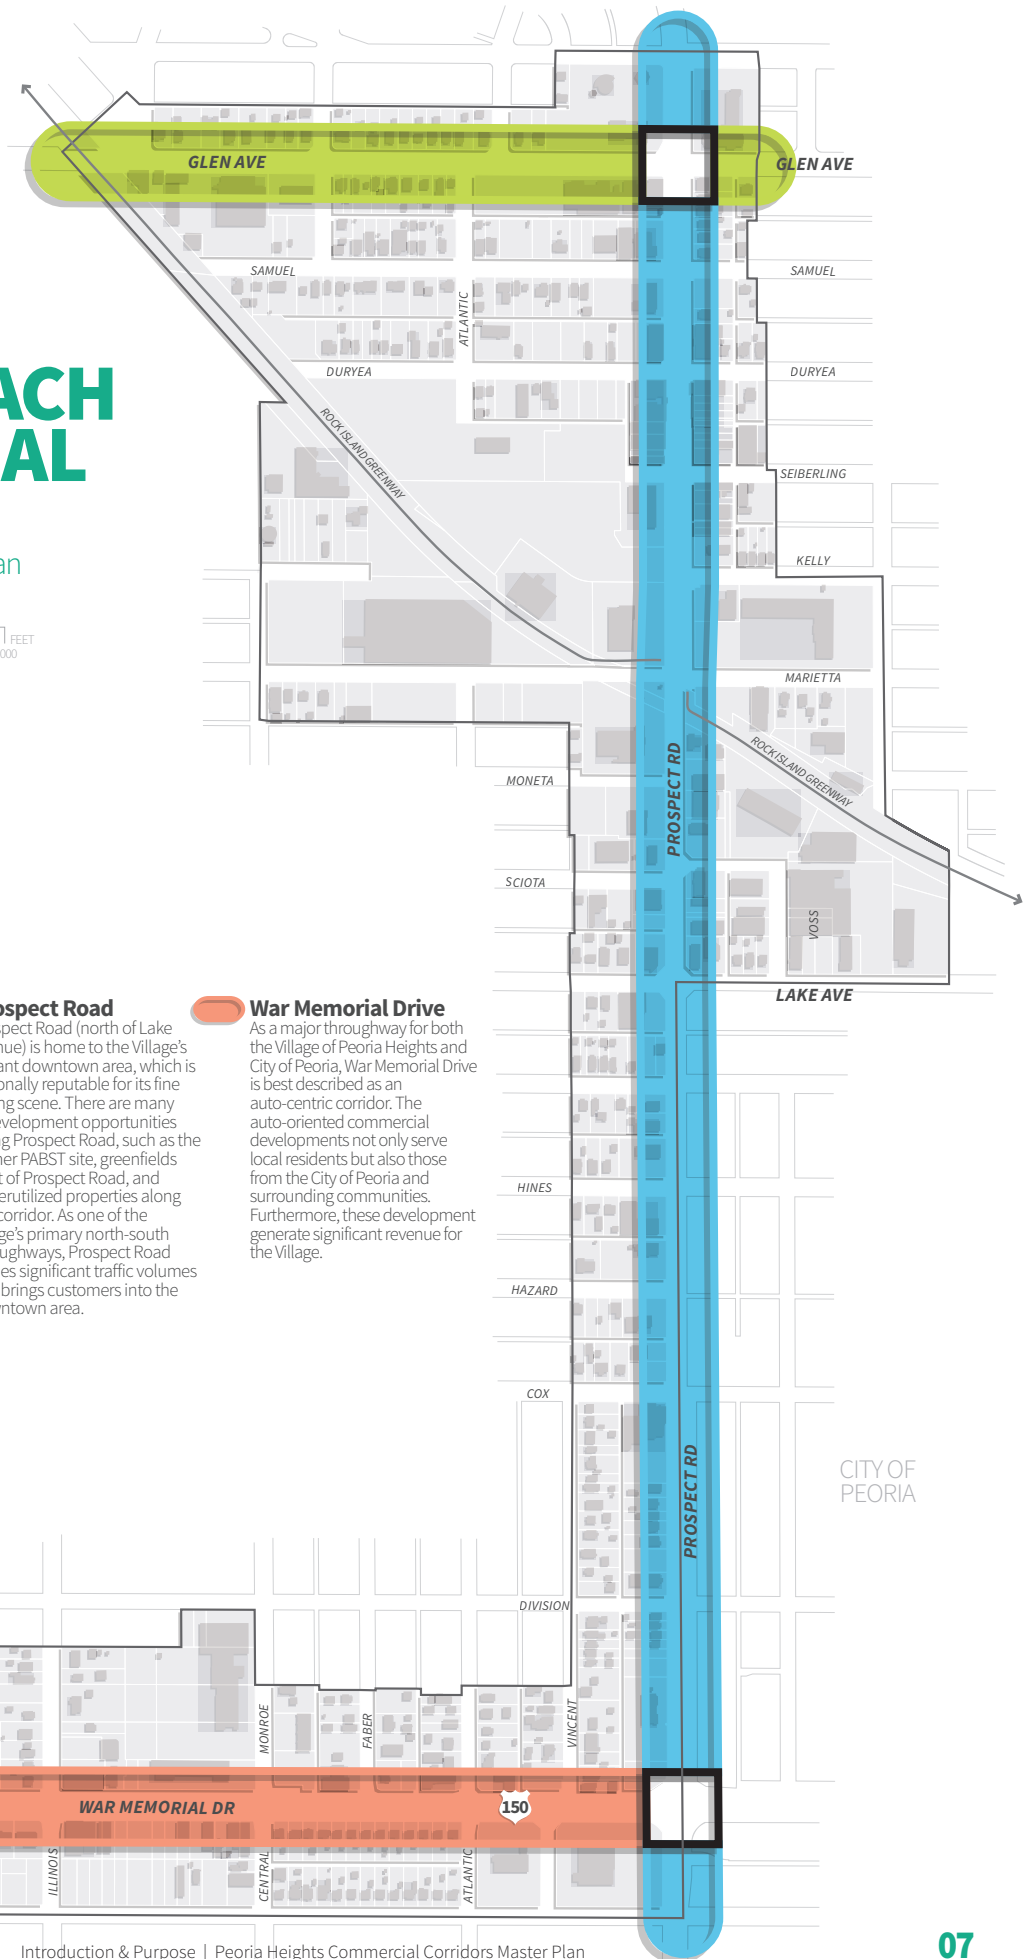 GLEN AVE
GLEN AVE
SAMUEL
SAMUEL
ATLANTIC
DURYEA
DURYEA
ACH
AL
ROCK ISLAND GREENWAY
SEIBERLING
an
KELLY
FEET
000
MARIETTA
PROSPECT RD
ROCK ISLAND GREENWAY
MONETA
SCIOTA
VOSS
LAKE AVE
ospect Road
spect Road (north of Lake
nue) is home to the Village’s
ant downtown area, which is
onally reputable for its fine
ng scene. There are many
evelopment opportunities
g Prospect Road, such as the
ner PABST site, greenfields
t of Prospect Road, and
erutilized properties along
corridor. As one of the
ge’s primary north-south
ughways, Prospect Road
es significant traffic volumes
brings customers into the
ntown area.
War Memorial Drive
As a major throughway for both
the Village of Peoria Heights and
City of Peoria, War Memorial Drive
is best described as an
auto-centric corridor. The
auto-oriented commercial
developments not only serve
local residents but also those
from the City of Peoria and
surrounding communities.
Furthermore, these development
generate significant revenue for
the Village.
HINES
HAZARD
COX
PROSPECT RD
CITY OF
PEORIA
DIVISION
MONROE
FABER
VINCENT
WAR MEMORIAL DR
150
ILLINOIS
CENTRAL
ATLANTIC
Introduction & Purpose | Peoria Heights Commercial Corridors Master Plan
07